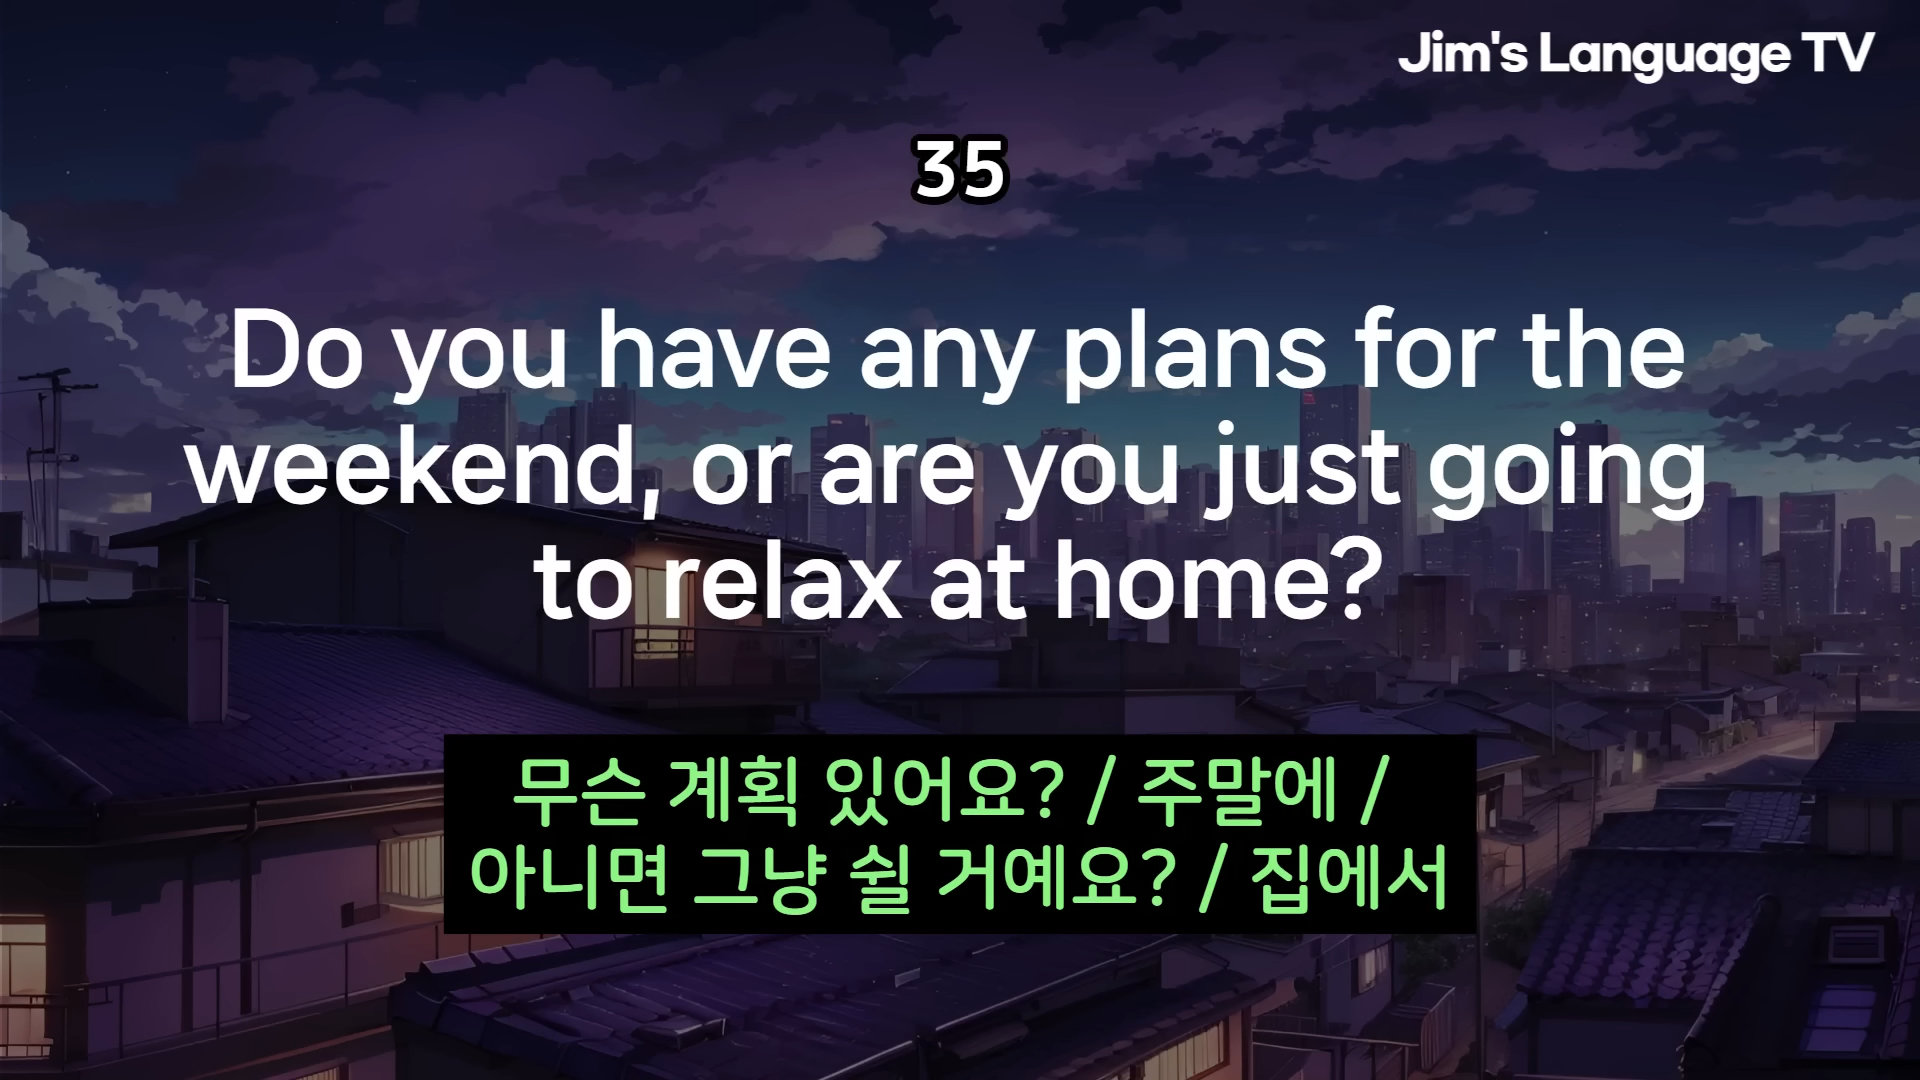 Jim's Language TV
35
Do you have any plans for the
weekend, or are you just going
to relax at home?
무슨 계획 있어요? / 주말에 /
아니면 그냥 쉴 거예요? / 집에서